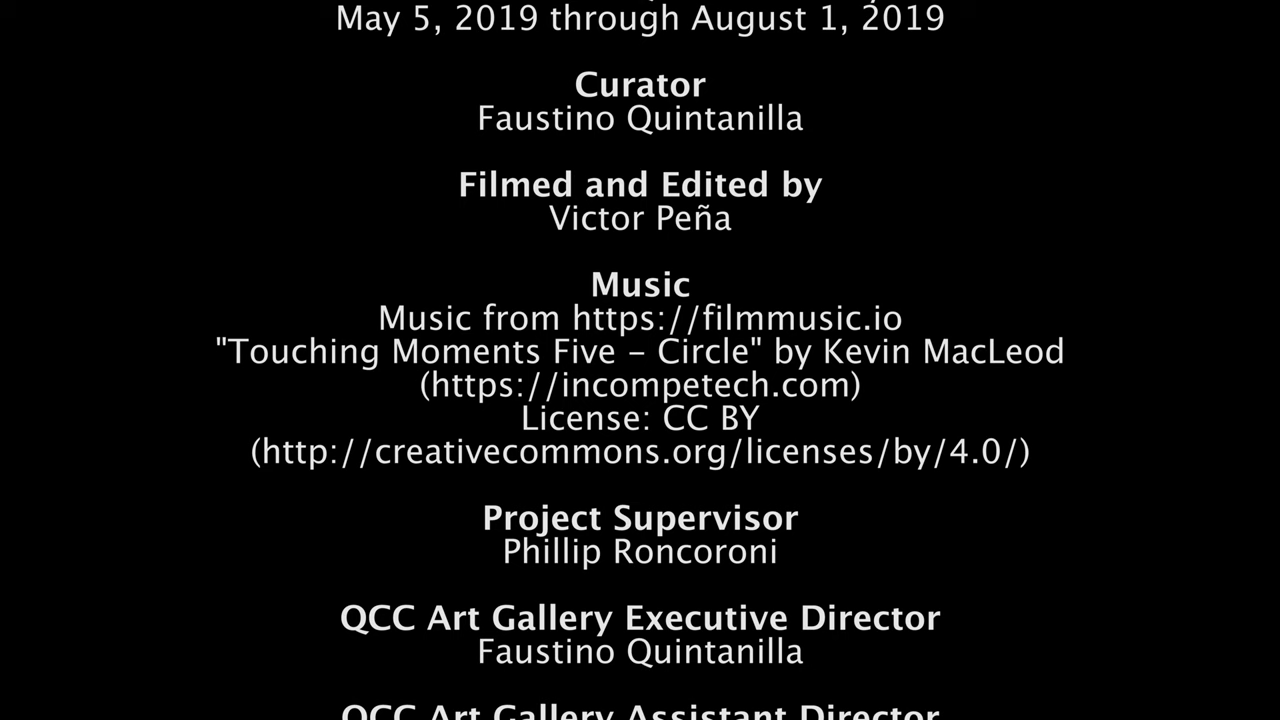 May 5, 2019 through August 1, 2019
Curator
Faustino Quintanilla
Filmed and Edited by
Victor Peña
Music
Music from https://filmmusic.io
"Touching Moments Five - Circle" by Kevin MacLeod
(https://incompetech.com)
License: CC BY
(http://creativecommons.org/licenses/by/4.0/)
Project Supervisor
Phillip Roncoroni
QCC Art Gallery Executive Director
Faustino Quintanilla
QCC Art Gallery Assistant Director